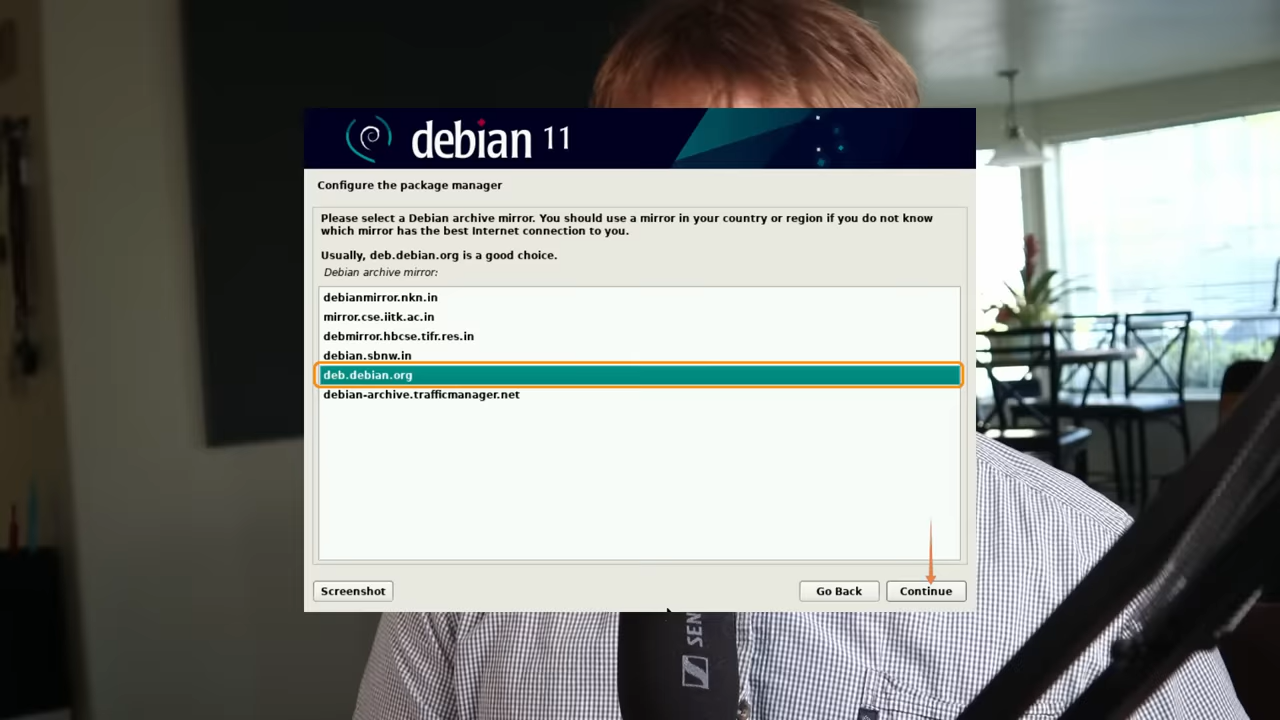 debian 11
Configure the package manager
Please select a Debian archive mirror. You should use a mirror in your country or region if you do not know
which mirror has the best Internet connection to you.
Usually, deb.debian.org is a good choice.
Debian archive mirror:
debianmirror.nkn.in
mirror.cse.iitk.ac.in
debmirror.hbcse.tifr.res.in
debian.sbnw.in
deb.debian.org
debian-archive.trafficmanager.net
Screenshot
Go Back
Continue
SEN